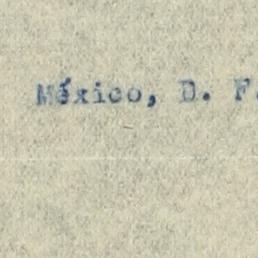 México, D. F.